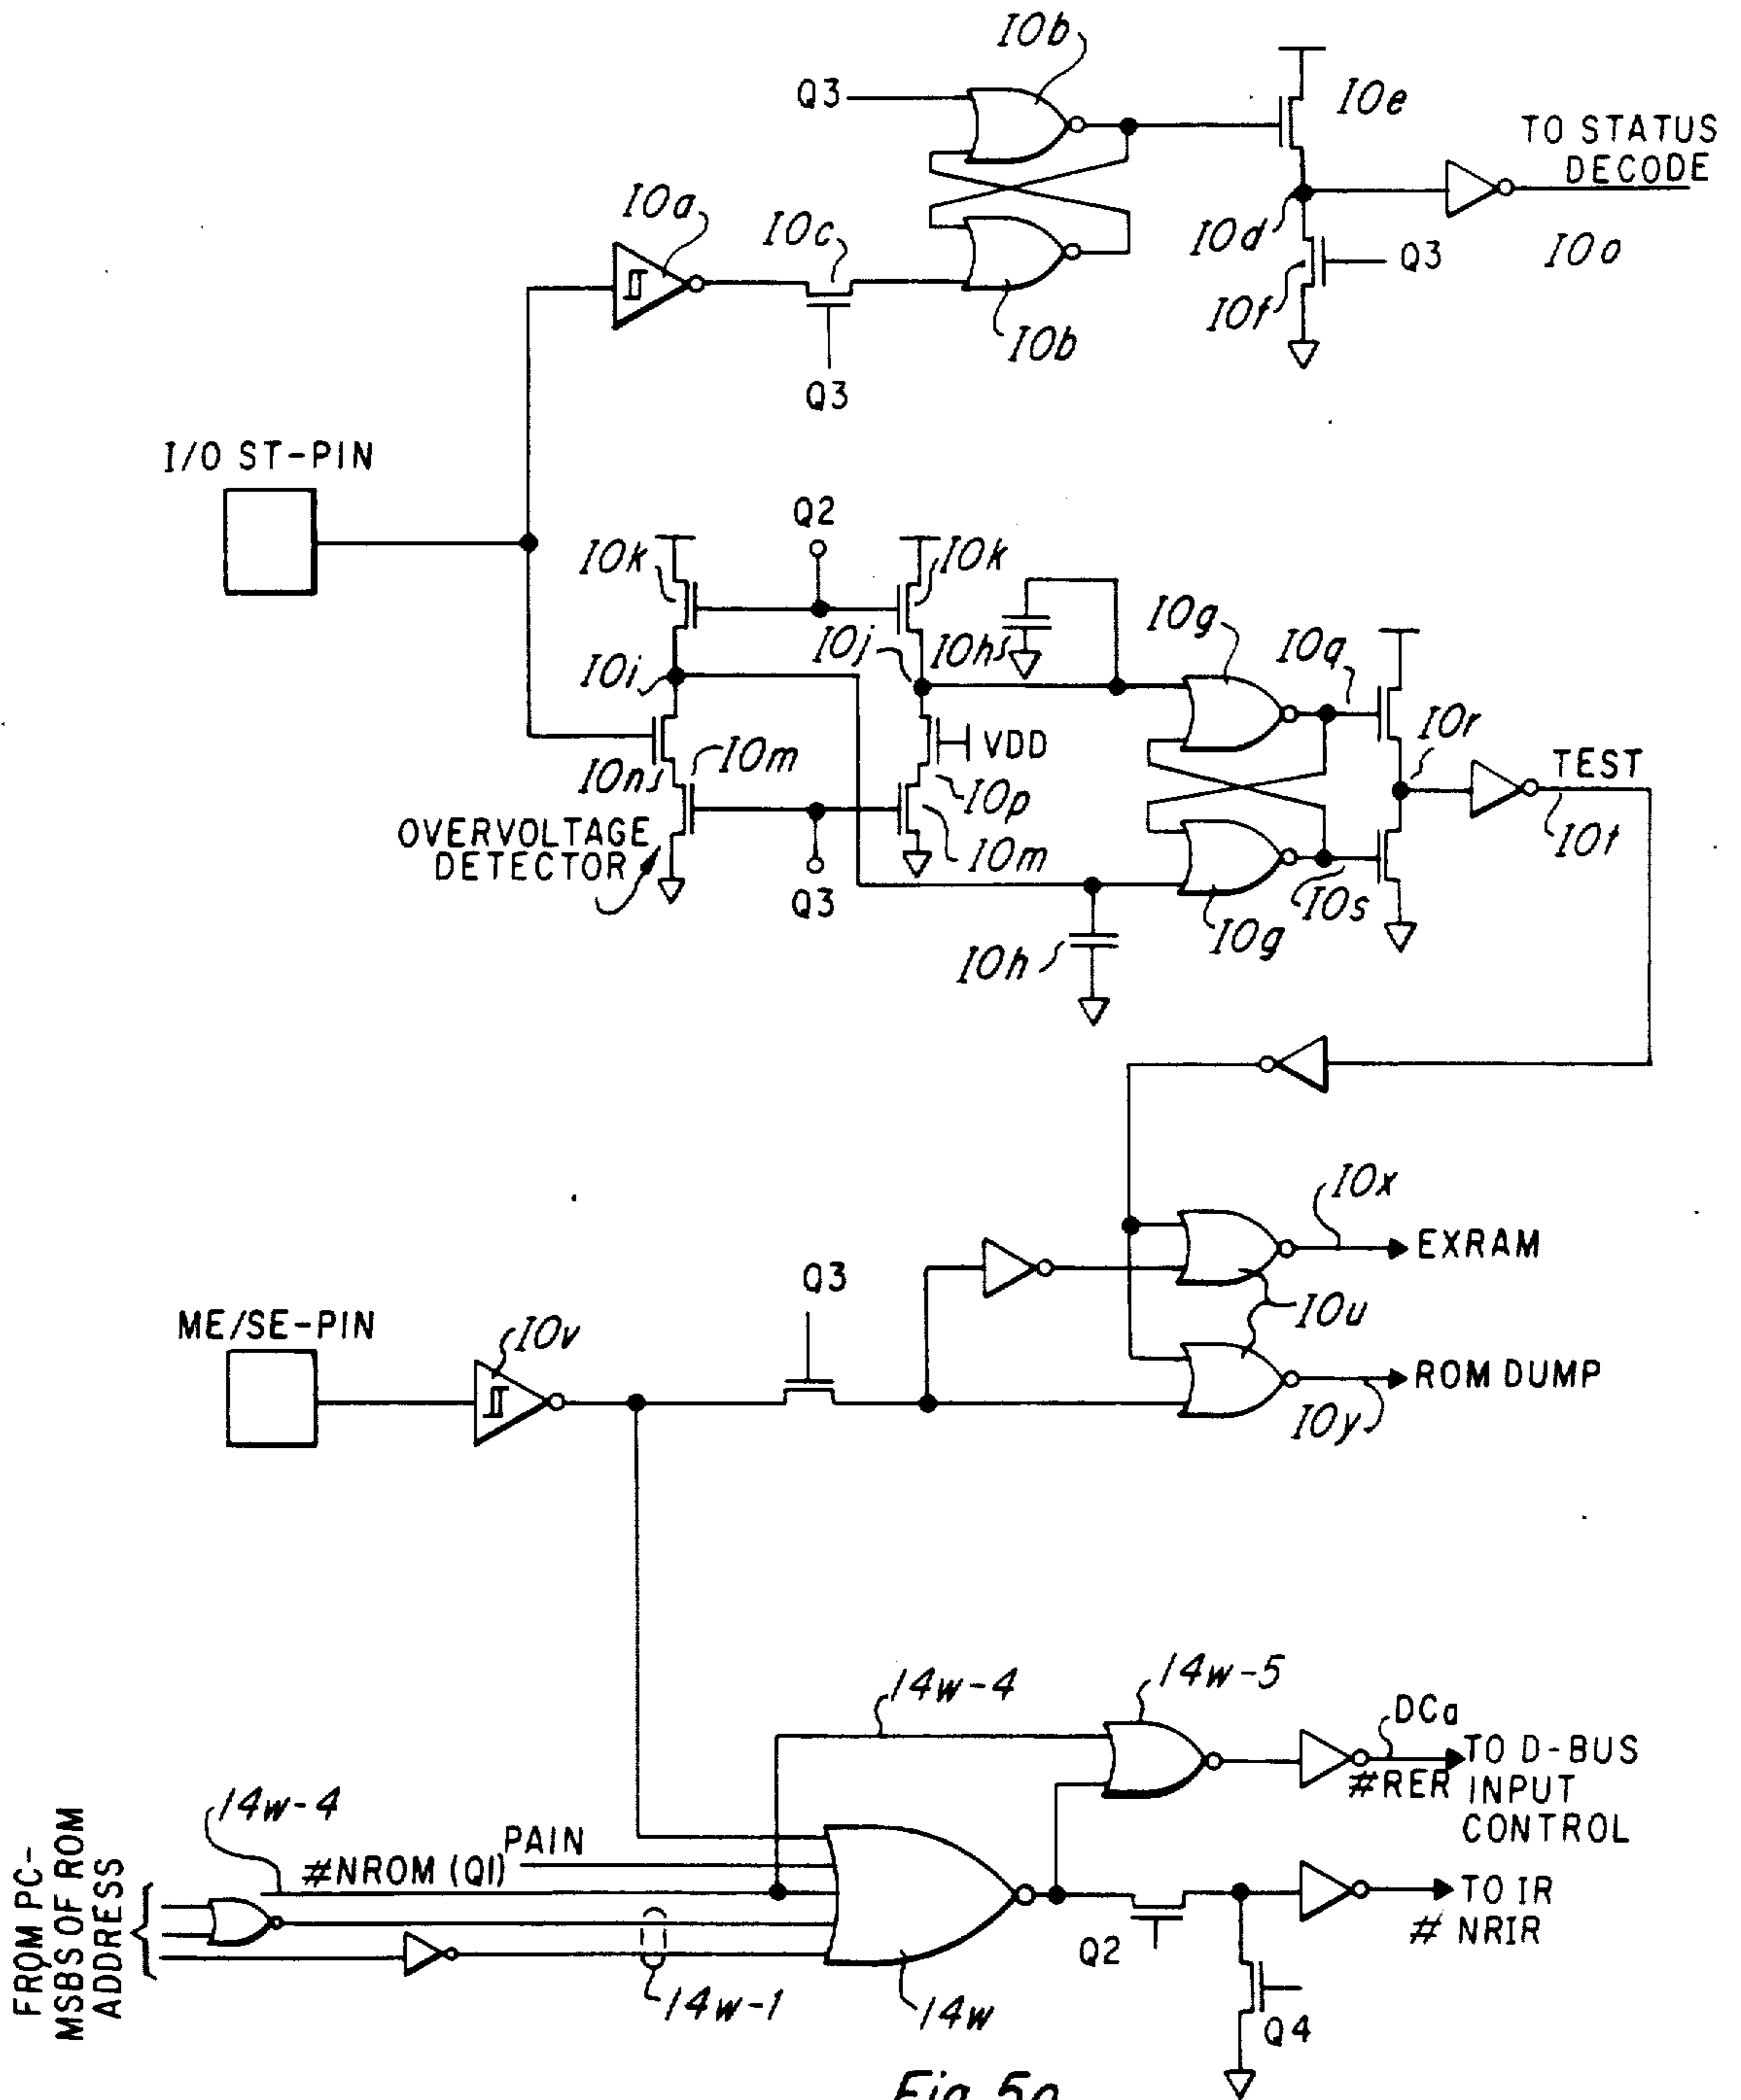 10b
Q3
10e
TO STATUS
DECODE
10a
10c
10d
Q3
10o
10f
10b
Q3
I/O ST-PIN
Q2
10k
10k
10g
10j
10h
10q
10i
10r
VDD
TEST
10n
10m
10p
OVERVOLTAGE
DETECTOR
10m
10t
Q3
10s
10g
10h
10x
EXRAM
Q3
10u
ME/SE-PIN
10v
ROM DUMP
10y
14w-5
14w-4
DCa
TO D-BUS
INPUT
CONTROL
#RER
14w-4
PAIN
#NROM (Q1)
TO IR
# NRIR
FROM PC-
MSBS OF ROM
ADDRESS
Q2
14w-1
14w
Q4
Fig. 5a